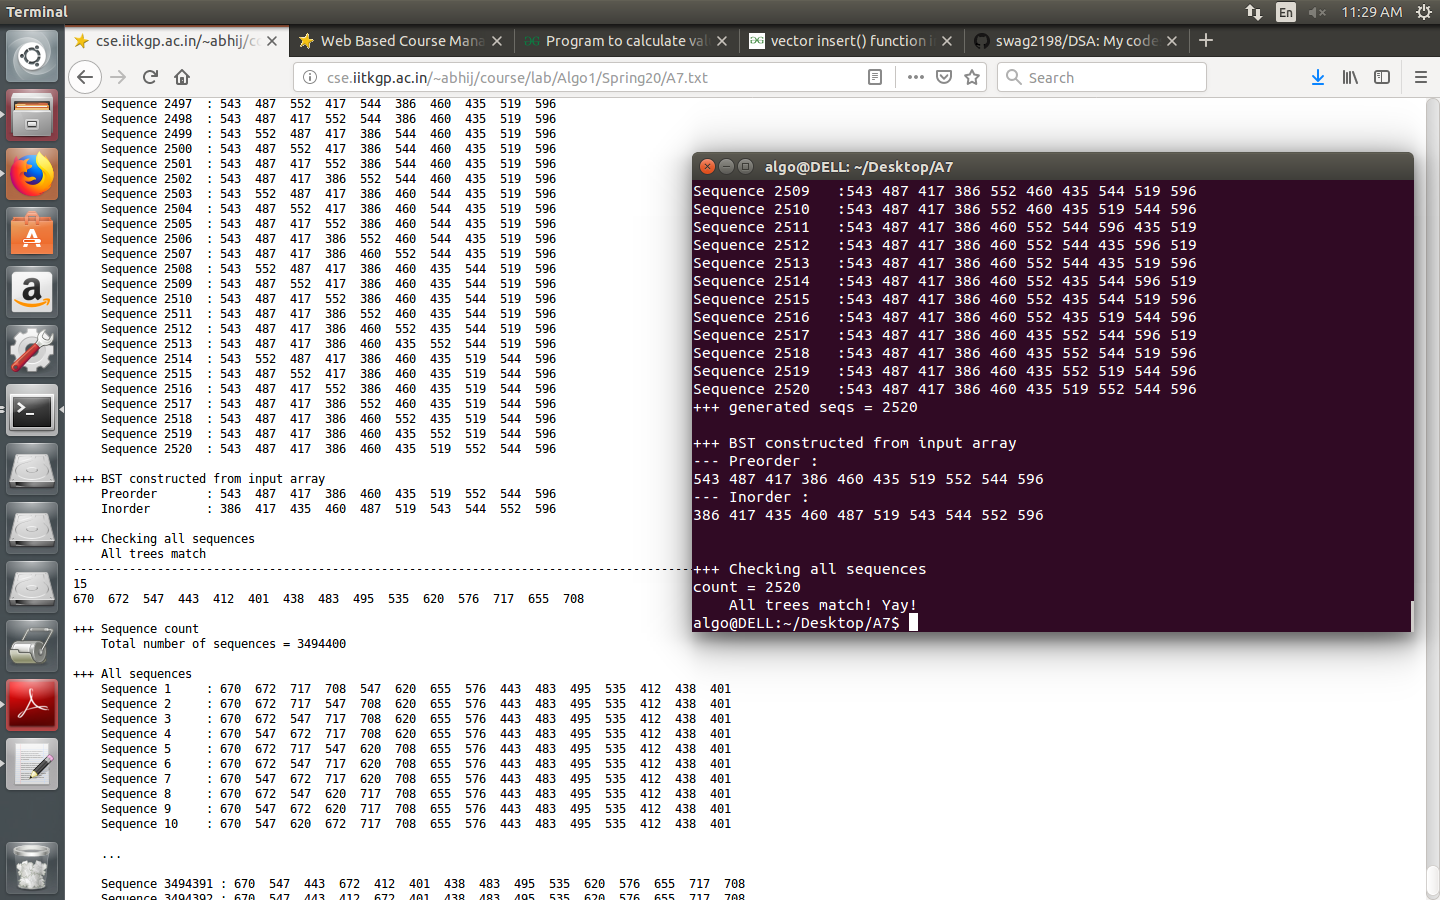 Terminal
En
11:29 AM
cse.iitkgp.ac.in/~abhij/co
Web Based Course Mana
Program to calculate val
vector insert() function i
swag2198/DSA: My code
cse.iitkgp.ac.in/~abhij/course/lab/Algo1/Spring20/A7.txt
Search
Sequence 2497 : 543 487 552 417 544 386 460 435 519 596
Sequence 2498 : 543 487 417 552 544 386 460 435 519 596
Sequence 2499 : 543 552 487 417 386 544 460 435 519 596
Sequence 2500 : 543 487 552 417 386 544 460 435 519 596
Sequence 2501 : 543 487 417 552 386 544 460 435 519 596
Sequence 2502 : 543 487 417 386 552 544 460 435 519 596
Sequence 2503 : 543 552 487 417 386 460 544 435 519 596
Sequence 2504 : 543 487 552 417 386 460 544 435 519 596
Sequence 2505 : 543 487 417 552 386 460 544 435 519 596
Sequence 2506 : 543 487 417 386 552 460 544 435 519 596
Sequence 2507 : 543 487 417 386 460 552 544 435 519 596
Sequence 2508 : 543 552 487 417 386 460 435 544 519 596
Sequence 2509 : 543 487 552 417 386 460 435 544 519 596
Sequence 2510 : 543 487 417 552 386 460 435 544 519 596
Sequence 2511 : 543 487 417 386 552 460 435 544 519 596
Sequence 2512 : 543 487 417 386 460 552 435 544 519 596
Sequence 2513 : 543 487 417 386 460 435 552 544 519 596
Sequence 2514 : 543 552 487 417 386 460 435 519 544 596
Sequence 2515 : 543 487 552 417 386 460 435 519 544 596
Sequence 2516 : 543 487 417 552 386 460 435 519 544 596
Sequence 2517 : 543 487 417 386 552 460 435 519 544 596
Sequence 2518 : 543 487 417 386 460 552 435 519 544 596
Sequence 2519 : 543 487 417 386 460 435 552 519 544 596
Sequence 2520 : 543 487 417 386 460 435 519 552 544 596
+++ BST constructed from input array
Preorder : 543 487 417 386 460 435 519 552 544 596
Inorder : 386 417 435 460 487 519 543 544 552 596
+++ Checking all sequences
All trees match
15
670 672 547 443 412 401 438 483 495 535 620 576 717 655 708
+++ Sequence count
Total number of sequences = 3494400
+++ All sequences
Sequence 1 : 670 672 717 708 547 620 655 576 443 483 495 535 412 438 401
Sequence 2 : 670 672 717 547 708 620 655 576 443 483 495 535 412 438 401
Sequence 3 : 670 672 547 717 708 620 655 576 443 483 495 535 412 438 401
Sequence 4 : 670 547 672 717 708 620 655 576 443 483 495 535 412 438 401
Sequence 5 : 670 672 717 547 620 708 655 576 443 483 495 535 412 438 401
Sequence 6 : 670 672 547 717 620 708 655 576 443 483 495 535 412 438 401
Sequence 7 : 670 547 672 717 620 708 655 576 443 483 495 535 412 438 401
Sequence 8 : 670 672 547 620 717 708 655 576 443 483 495 535 412 438 401
Sequence 9 : 670 547 672 620 717 708 655 576 443 483 495 535 412 438 401
Sequence 10 : 670 547 620 672 717 708 655 576 443 483 495 535 412 438 401
...
Sequence 3494391 : 670 547 443 672 412 401 438 483 495 535 620 576 655 717 708
Sequence 3494392 : 670 547 443 412 672 401 438 483 495 535 620 576 655 717 708
algo@DELL: ~/Desktop/A7
Sequence 2509 :543 487 417 386 552 460 435 544 519 596
Sequence 2510 :543 487 417 386 552 460 435 519 544 596
Sequence 2511 :543 487 417 386 460 552 544 596 435 519
Sequence 2512 :543 487 417 386 460 552 544 435 596 519
Sequence 2513 :543 487 417 386 460 552 544 435 519 596
Sequence 2514 :543 487 417 386 460 552 435 544 596 519
Sequence 2515 :543 487 417 386 460 552 435 544 519 596
Sequence 2516 :543 487 417 386 460 552 435 519 544 596
Sequence 2517 :543 487 417 386 460 435 552 544 596 519
Sequence 2518 :543 487 417 386 460 435 552 544 519 596
Sequence 2519 :543 487 417 386 460 435 552 519 544 596
Sequence 2520 :543 487 417 386 460 435 519 552 544 596
+++ generated seqs = 2520
+++ BST constructed from input array
--- Preorder :
543 487 417 386 460 435 519 552 544 596
--- Inorder :
386 417 435 460 487 519 543 544 552 596
+++ Checking all sequences
count = 2520
All trees match! Yay!
algo@DELL:~/Desktop/A7$